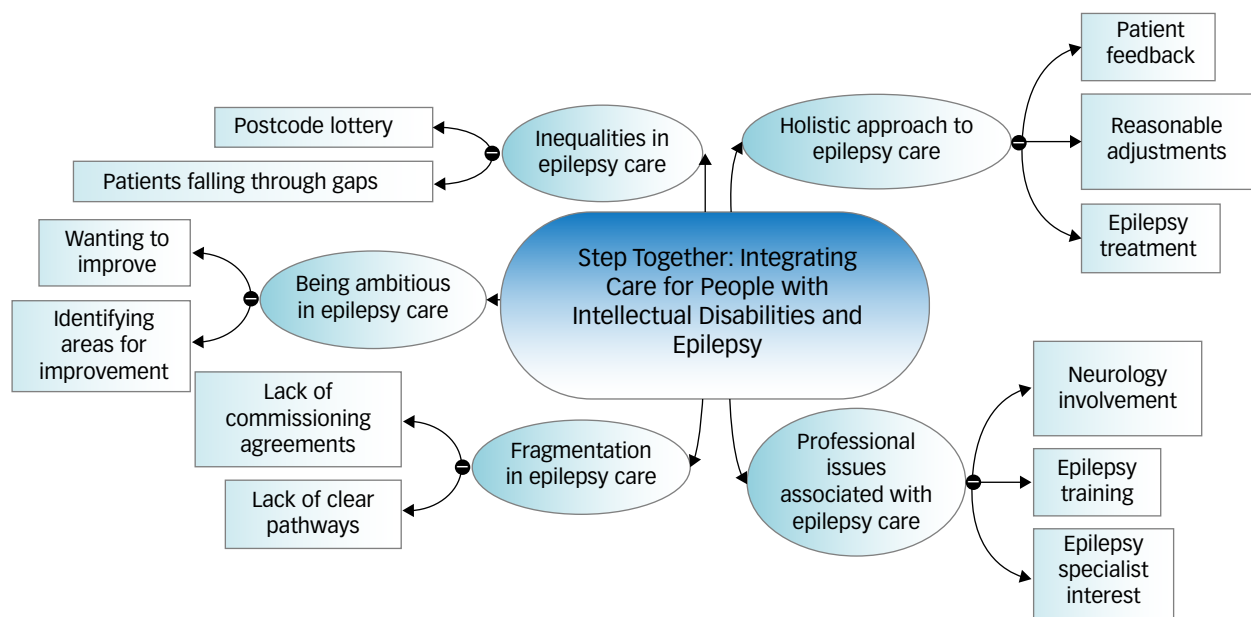 Step Together: Integrating
Care for People with
Intellectual Disabilities and
Epilepsy
Inequalities in
epilepsy care
Postcode lottery
Patients falling through gaps
Being ambitious
in epilepsy care
Wanting to
improve
Identifying
areas for
improvement
Fragmentation
in epilepsy care
Lack of
commissioning
agreements
Lack of clear
pathways
Holistic approach to
epilepsy care
Patient
feedback
Reasonable
adjustments
Epilepsy
treatment
Professional
issues
associated with
epilepsy care
Neurology
involvement
Epilepsy
training
Epilepsy
specialist
interest